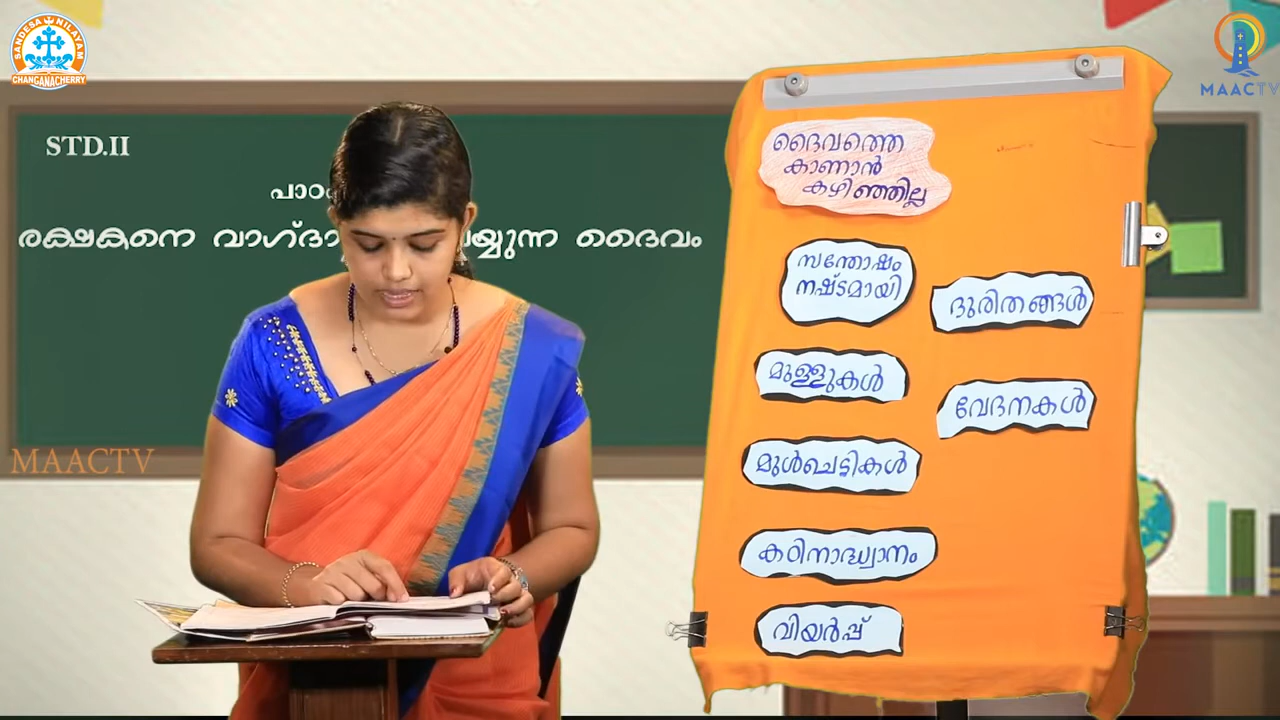 SANDESA NILAYAM
CHANGANACHERRY
MAACTV
STD.II
രക്ഷകനെ ദൈവം
MAACTV
ദൈവത്തെ
കാണാൻ
കഴിഞ്ഞില്ല
സന്തോഷം
നഷ്ടമായി
ദുരിതങ്ങൾ
മുള്ളുകൾ
വേദനകൾ
മുൾചെടികൾ
കഠിനാദ്ധ്വാനം
വിയർപ്പ്